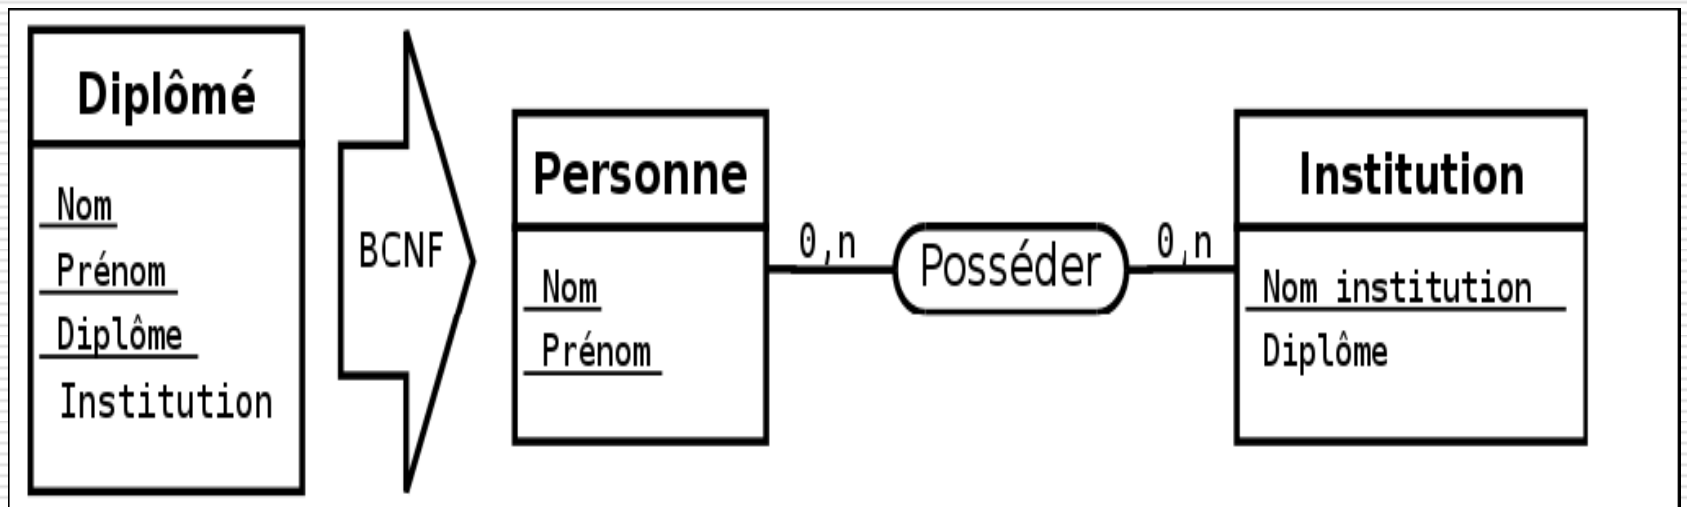 Diplômé
Nom
Prénom
Diplôme
Institution
BCNF
Personne
Nom
Prénom
0,n
Posséder
0,n
Institution
Nom institution
Diplôme